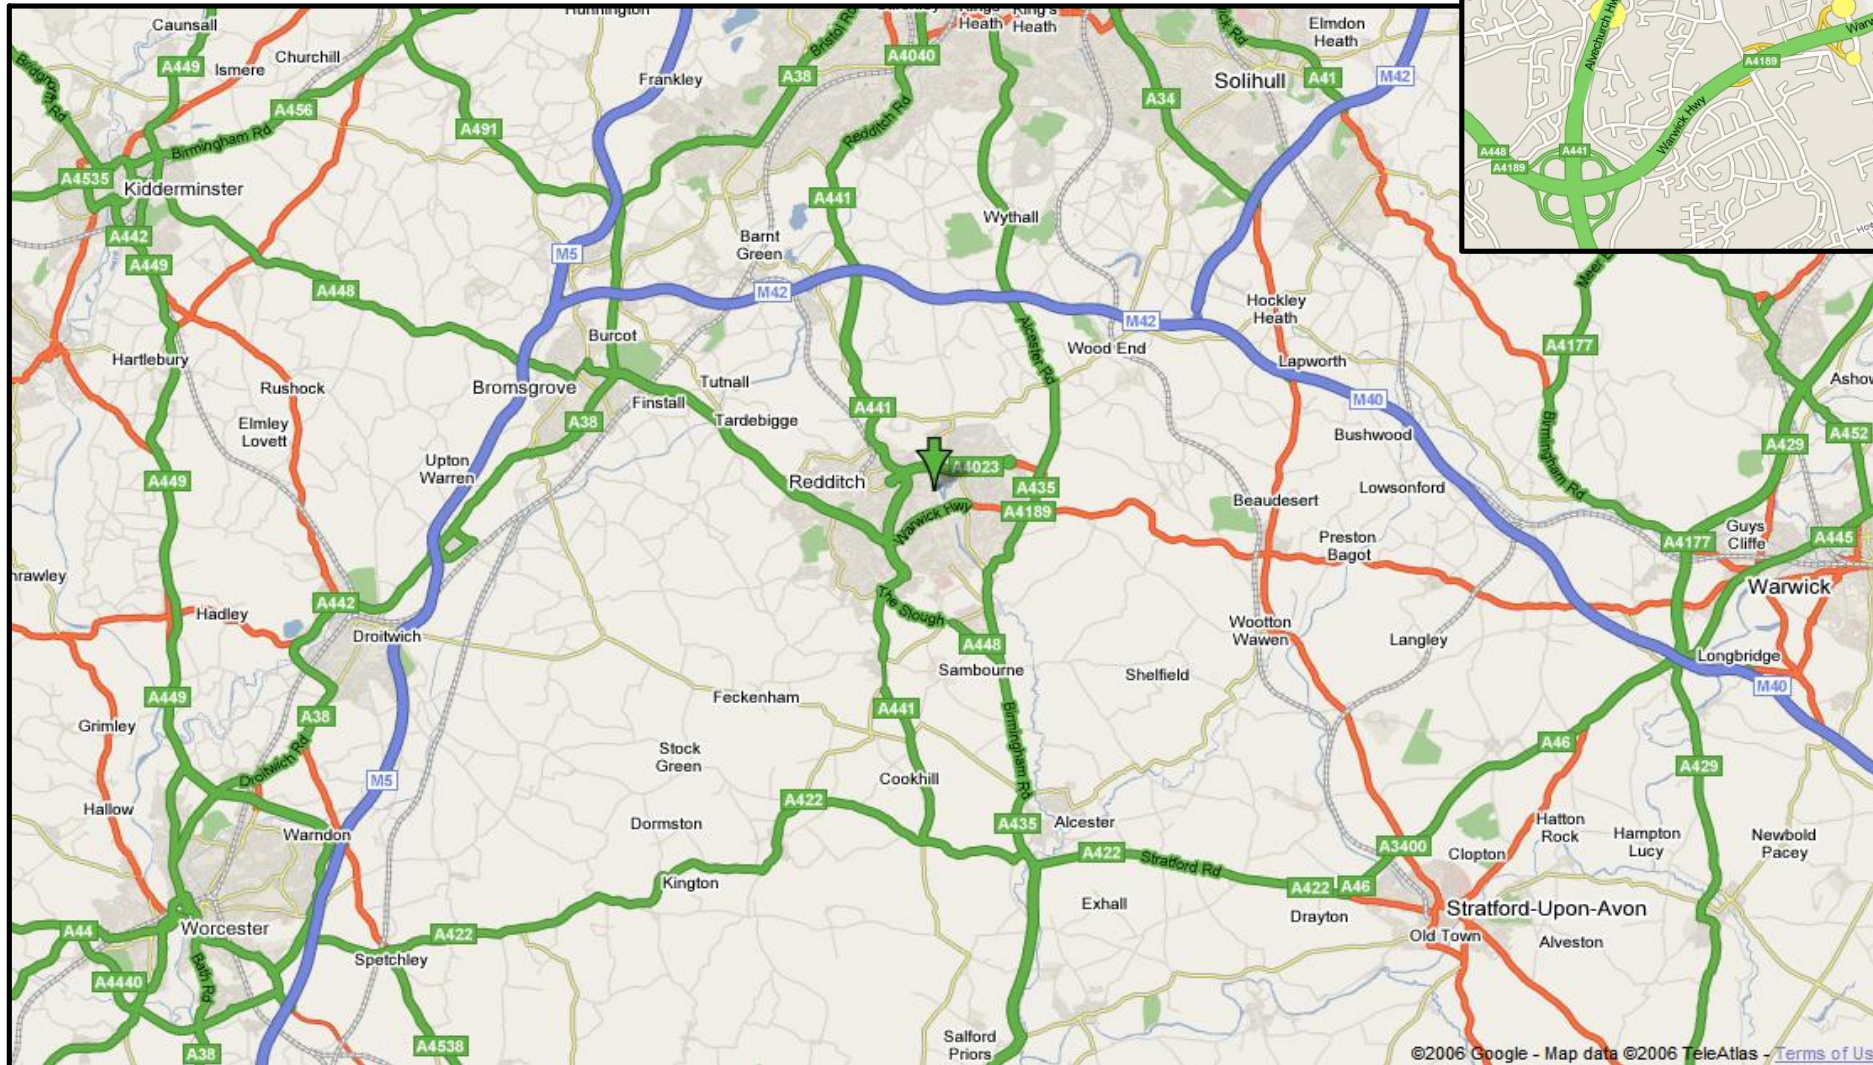 Caunsall
Hunnington
King's
Heath
Elmdon
Heath
Alvechurch Hwy
A4189
Bridgnorth Rd
A449
Ismere
Churchill
Frankley
A38
Bristol Rd
A4040
Solihull
A41
M42
A456
Birmingham Rd
A491
Redditch Rd
A34
Warwick Hwy
A448
A4189
A441
A4535
Kidderminster
A441
Wythall
A442
A449
M5
Barnt
Green
M42
A448
M42
Hockley
Heath
A4177
Burcot
Alcester Rd
Wood End
Lapworth
Hartlebury
Rushock
Bromsgrove
Tutnall
Finstall
M40
A441
Elmley
Lovett
A38
Tardebigge
Bushwood
Birmingham Rd
A429
A452
Upton
Warren
A449
Redditch
A4023
A435
A4189
Warwick Hwy
Beaudesert
Lowsonford
Preston
Bagot
A4177
Guys
Cliffe
A445
Warwick
Hadley
A442
Droitwich
The Slough
A448
Sambourne
Wootton
Wawen
Langley
Longbridge
M40
Shelfield
A449
Feckenham
A441
A38
Grimley
Droitwich Rd
Stock
Green
Birmingham Rd
A46
A429
M5
Cookhill
Hallow
A422
Dormston
A435
Alcester
Warndon
A422
Stratford Rd
A3400
Clopton
Hatton
Rock
Hampton
Lucy
Newbold
Pacey
Kington
A422
A46
Exhall
Drayton
Stratford-Upon-Avon
Old Town
Alveston
A44
Worcester
A422
Spetchley
A4440
Bath Rd
A38
A4538
Salford
Priors
©2006 Google - Map data ©2006 TeleAtlas - Terms of Us